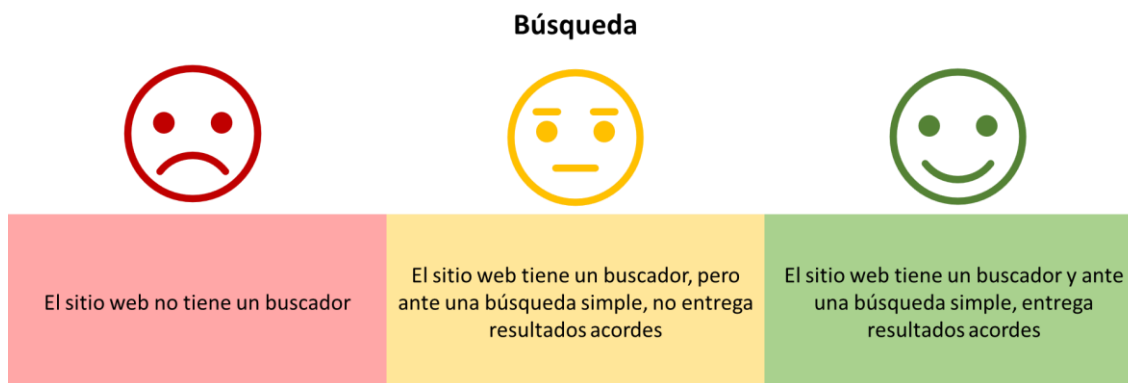 Búsqueda
El sitio web no tiene un buscador
El sitio web tiene un buscador, pero
ante una búsqueda simple, no entrega
resultados acordes
El sitio web tiene un buscador y ante
una búsqueda simple, entrega
resultados acordes